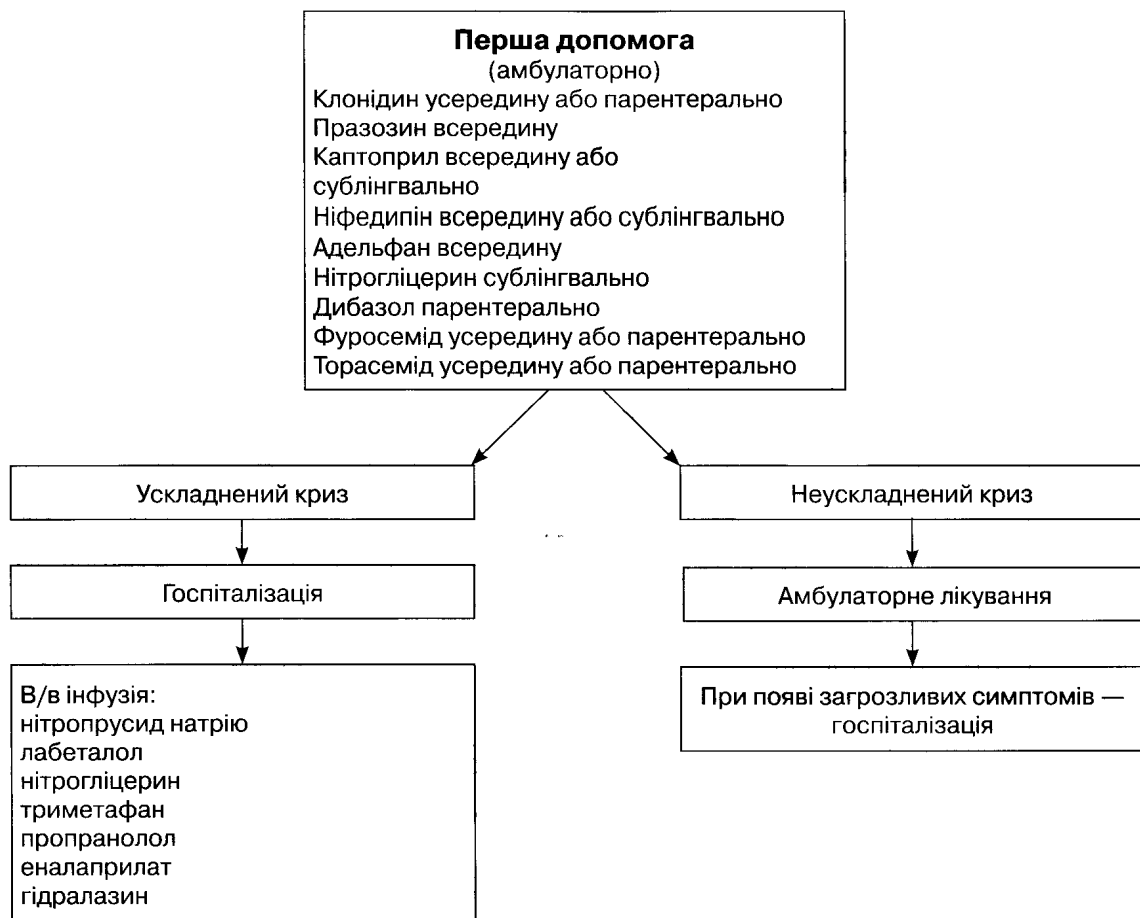 Перша допомога
(амбулаторно)
Клонідин усередину або парентерально
Празозин всередину
Каптоприл всередину або
сублінгвально
Ніфедипін всередину або сублінгвально
Адельфан всередину
Нітрогліцерин сублінгвально
Дибазол парентерально
Фуросемід усередину або парентерально
Торасемід усередину або парентерально
Ускладнений криз
Неускладнений криз
Госпіталізація
Амбулаторне лікування
В/в інфузія:
нітропрусид натрію
лабеталол
нітрогліцерин
триметафан
пропранолол
еналаприлат
гідралазин
При появі загрозливих симптомів —
госпіталізація